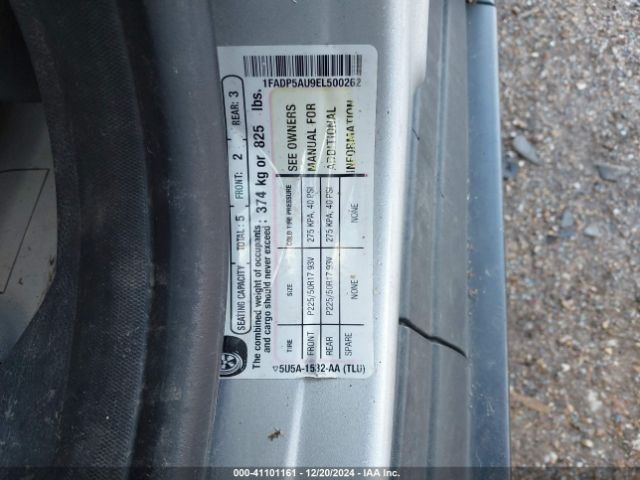 1FADP5AU9EL500262
SEATING CAPACITY TOTAL: 5 FRONT: 2 REAR: 3
The combined weight of occupants and cargo should never exceed: 374 kg or 825 lbs.
TIRE SIZE COLD TIRE PRESSURE SEE OWNERS
FRONT P225/50R17 93V 275 KPA, 40 PSI MANUAL FOR
REAR P225/50R17 93V 275 KPA, 40 PSI ADDITIONAL
SPARE NONE NONE INFORMATION
5U5A-1532-AA (TLU)
000-41101161 - 12/20/2024 - IAA Inc.